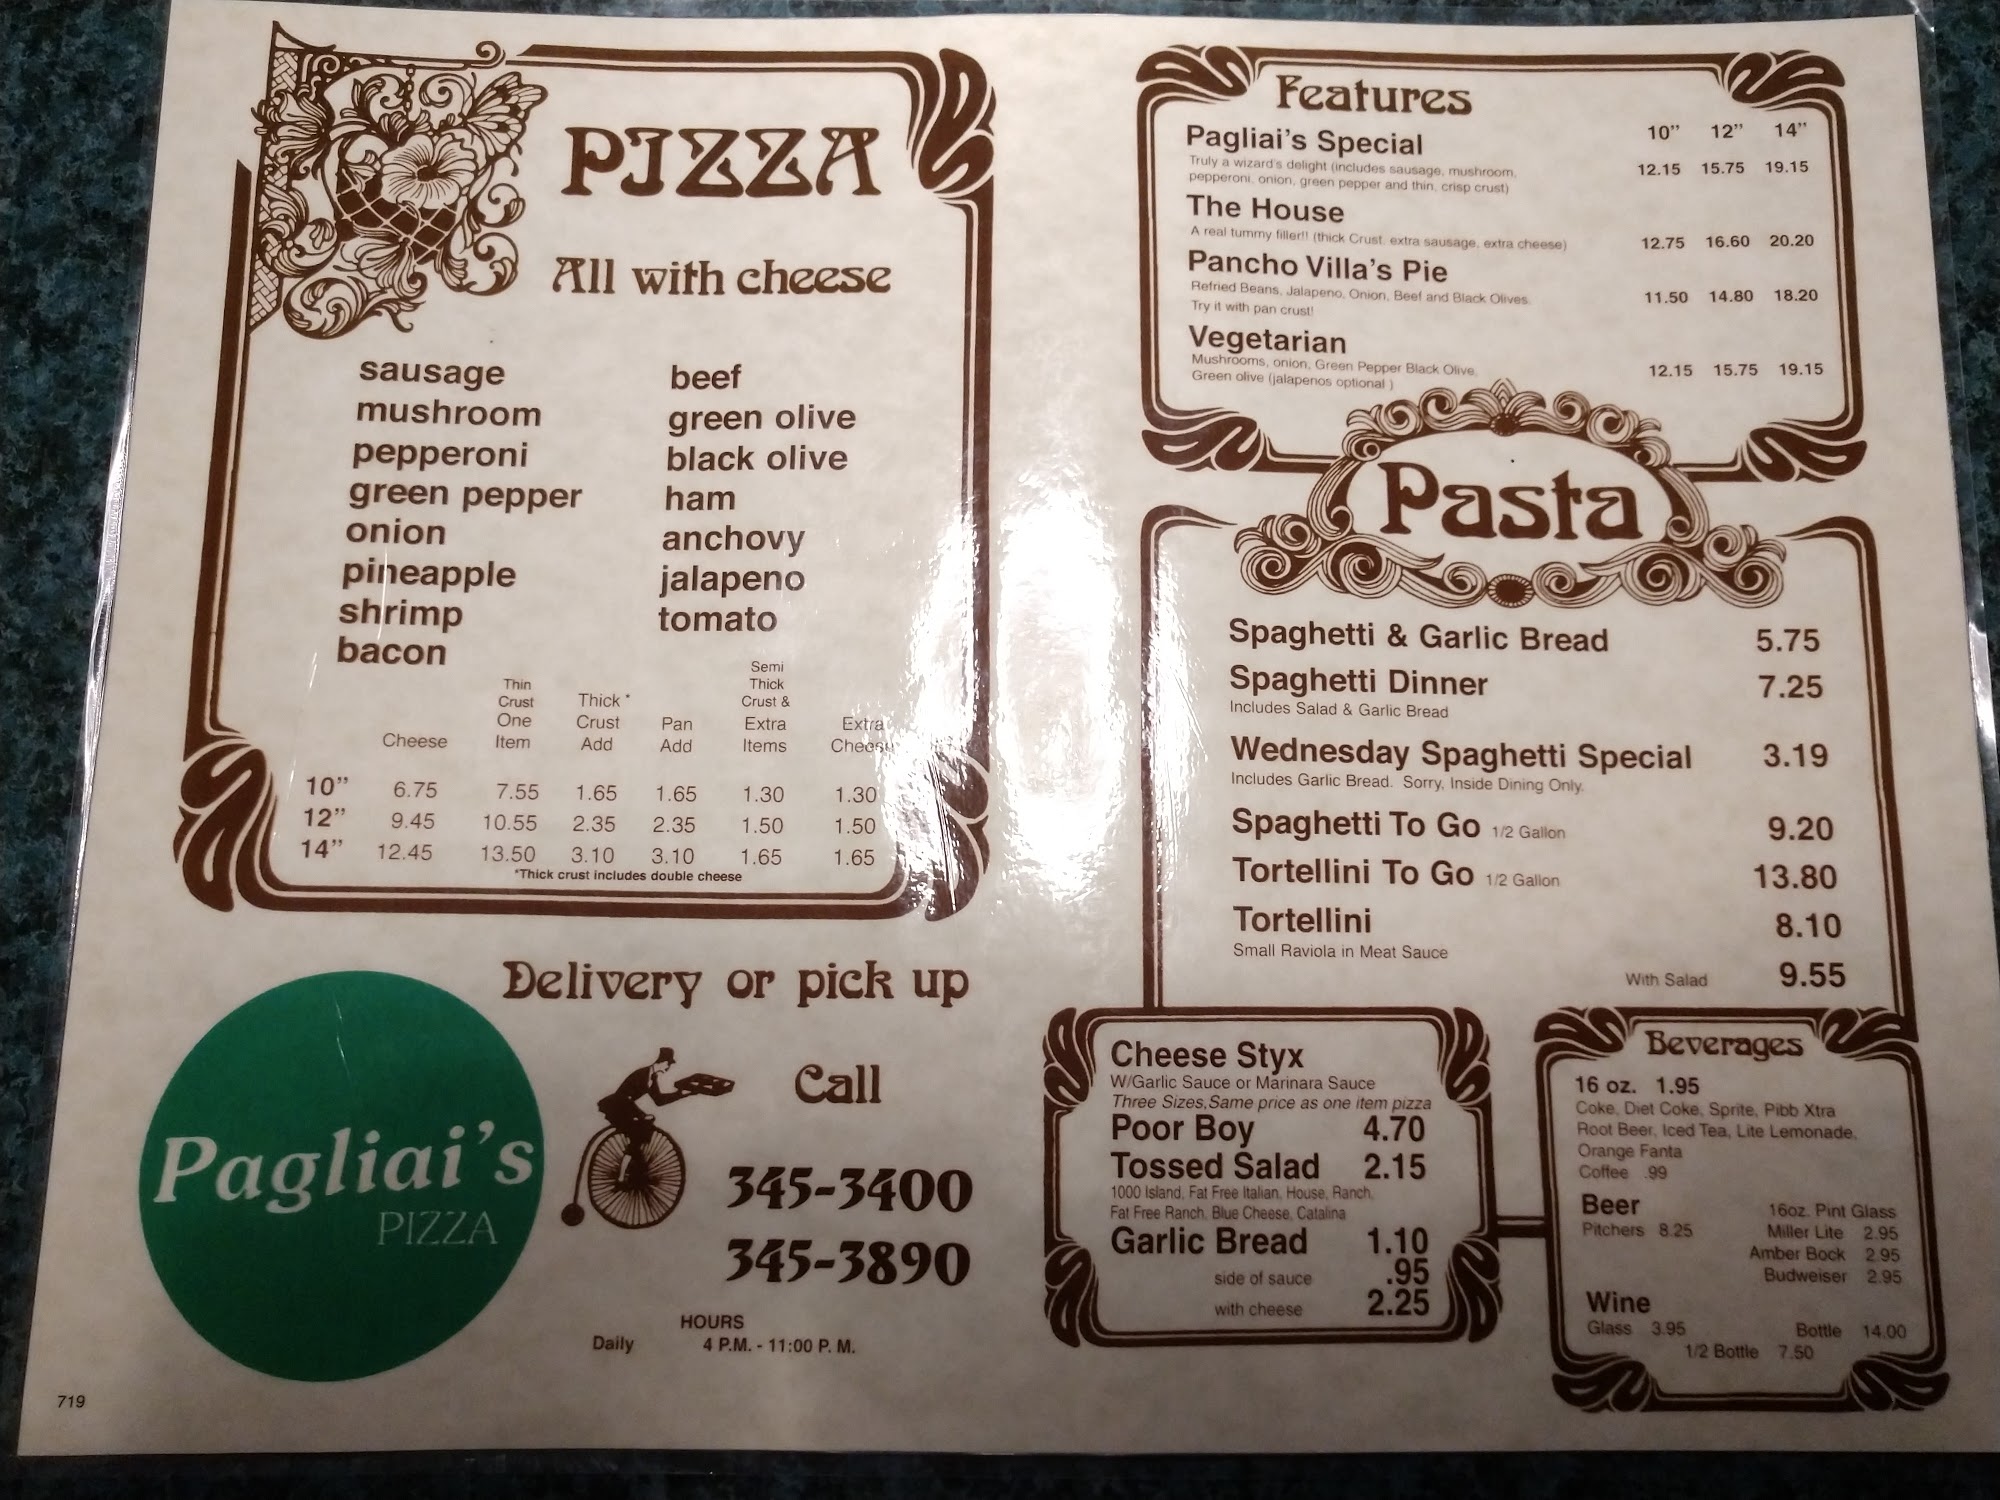 PIZZA
All with cheese
sausage
mushroom
pepperoni
green pepper
onion
pineapple
shrimp
bacon
beef
green olive
black olive
ham
anchovy
jalapeno
tomato
Cheese Thin Crust One Item Thick * Crust Add Pan Add Semi Thick Crust & Extra Items Extra Cheese
10” 6.75 7.55 1.65 1.65 1.30 1.30
12” 9.45 10.55 2.35 2.35 1.50 1.50
14” 12.45 13.50 3.10 3.10 1.65 1.65
*Thick crust includes double cheese
Delivery or pick up
Call
345-3400
345-3890
Pagliai's
PIZZA
HOURS
Daily 4 P.M. - 11:00 P. M.
719
Features
10” 12” 14”
Pagliai's Special
Truly a wizard's delight (includes sausage, mushroom, 12.15 15.75 19.15
pepperoni, onion, green pepper and thin, crisp crust)
The House
A real tummy filler!! (thick Crust, extra sausage, extra cheese) 12.75 16.60 20.20
Pancho Villa's Pie
Refried Beans, Jalapeno, Onion, Beef and Black Olives. 11.50 14.80 18.20
Try it with pan crust!
Vegetarian
Mushrooms, onion, Green Pepper Black Olive, 12.15 15.75 19.15
Green olive (jalapenos optional )
Pasta
Spaghetti & Garlic Bread 5.75
Spaghetti Dinner 7.25
Includes Salad & Garlic Bread
Wednesday Spaghetti Special 3.19
Includes Garlic Bread. Sorry, Inside Dining Only.
Spaghetti To Go 1/2 Gallon 9.20
Tortellini To Go 1/2 Gallon 13.80
Tortellini 8.10
Small Raviola in Meat Sauce
With Salad 9.55
Cheese Styx
W/Garlic Sauce or Marinara Sauce
Three Sizes,Same price as one item pizza
Poor Boy 4.70
Tossed Salad 2.15
1000 Island, Fat Free Italian, House, Ranch,
Fat Free Ranch, Blue Cheese, Catalina
Garlic Bread 1.10
side of sauce .95
with cheese 2.25
Beverages
16 oz. 1.95
Coke, Diet Coke, Sprite, Pibb Xtra
Root Beer, Iced Tea, Lite Lemonade,
Orange Fanta
Coffee .99
Beer 16oz. Pint Glass
Pitchers 8.25 Miller Lite 2.95
Amber Bock 2.95
Budweiser 2.95
Wine
Glass 3.95 Bottle 14.00
1/2 Bottle 7.50